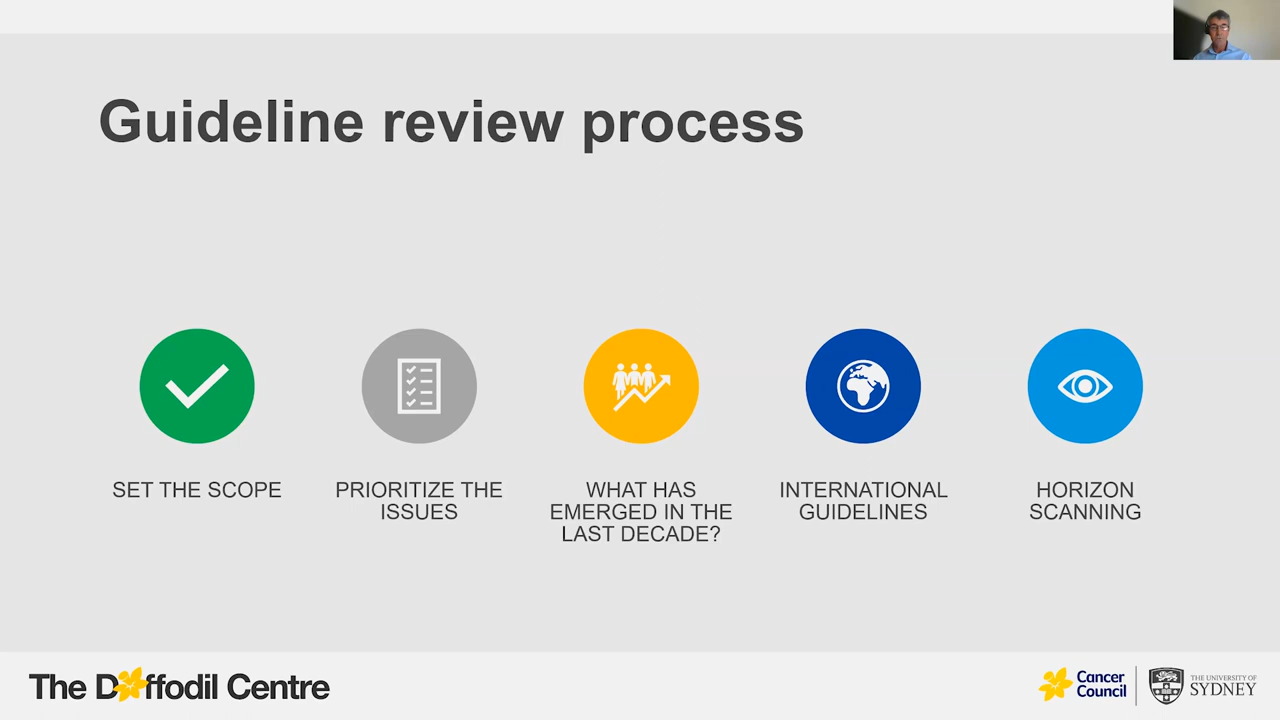 Guideline review process
SET THE SCOPE
PRIORITIZE THE
ISSUES
WHAT HAS
EMERGED IN THE
LAST DECADE?
INTERNATIONAL
GUIDELINES
HORIZON
SCANNING
The Daffodil Centre
Cancer
Council
THE UNIVERSITY OF
SYDNEY